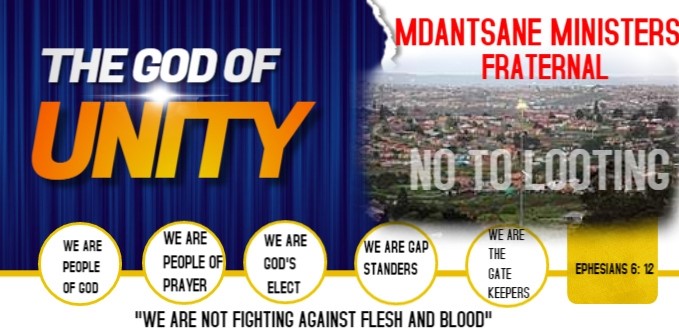 THE GOD OF
UNITY
MDANTSANE MINISTERS
FRATERNAL
NO TO LOOTING
WE ARE
PEOPLE
OF GOD
WE ARE
PEOPLE OF
PRAYER
WE ARE
GOD'S
ELECT
WE ARE GAP
STANDERS
WE ARE
THE
GATE
KEEPERS
EPHESIANS 6: 12
"WE ARE NOT FIGHTING AGAINST FLESH AND BLOOD"